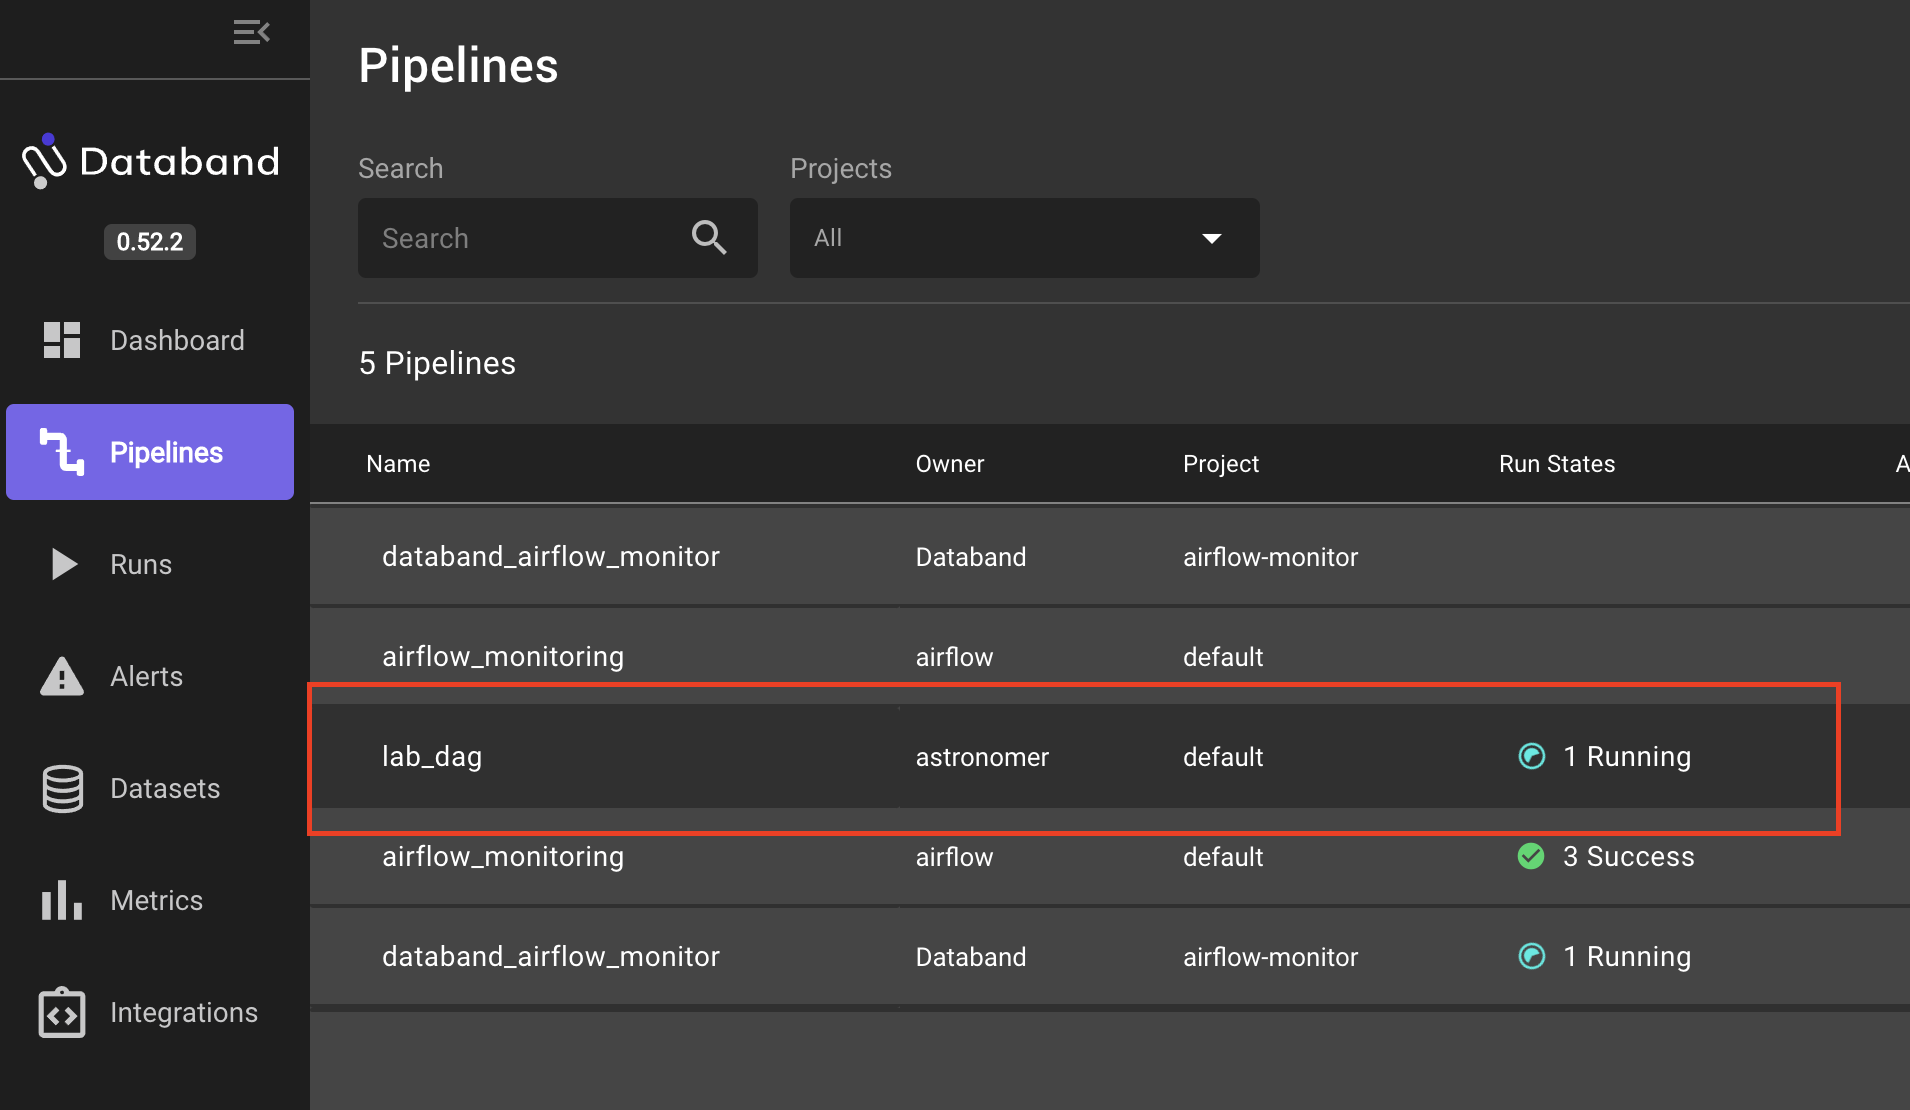 Pipelines
Databand
0.52.2
Search
Projects
Search
All
5 Pipelines
Dashboard
Pipelines
Runs
Alerts
Datasets
Metrics
Integrations
Name Owner Project Run States A
databand_airflow_monitor Databand airflow-monitor
airflow_monitoring airflow default
lab_dag astronomer default 1 Running
airflow_monitoring airflow default 3 Success
databand_airflow_monitor Databand airflow-monitor 1 Running